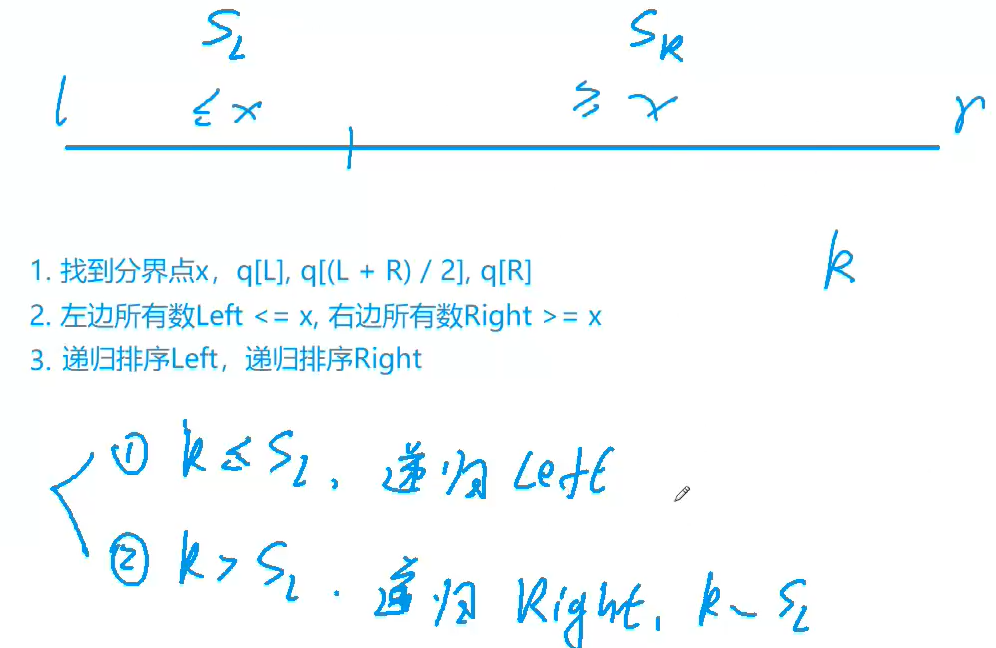 S_L S_R
l ≤ x ≥ x r
k
1. 找到分界点x，q[L], q[(L + R) / 2], q[R]
2. 左边所有数Left <= x, 右边所有数Right >= x
3. 递归排序Left，递归排序Right
① k ≤ S_L, 递归 Left
② k > S_L. 递归 Right, k - S_L